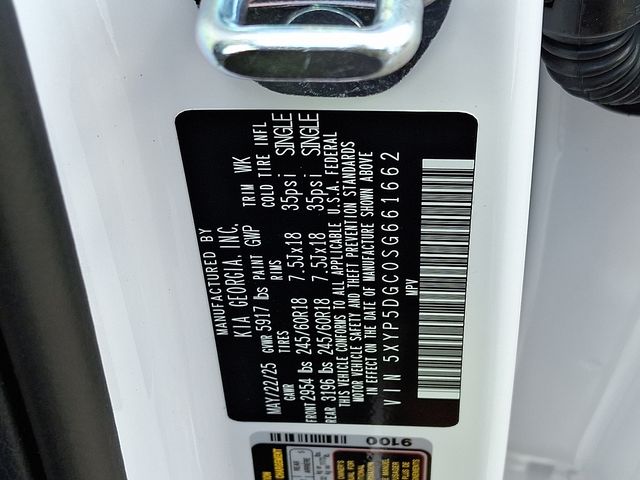 MANUFACTURED BY
KIA GEORGIA, INC.
MAY/22/25 GVWR 5917 lbs PAINT GWP TRIM WK
GAWR TIRES RIMS COLD TIRE INFL
FRONT 2954 lbs 245/60R18 7.5Jx18 35psi SINGLE
REAR 3196 lbs 245/60R18 7.5Jx18 35psi SINGLE
THIS VEHICLE CONFORMS TO ALL APPLICABLE U.S.A. FEDERAL
MOTOR VEHICLE SAFETY AND THEFT PREVENTION STANDARDS
IN EFFECT ON THE DATE OF MANUFACTURE SHOWN ABOVE
VIN 5XYP5DGC0SG661662
MPV
9100